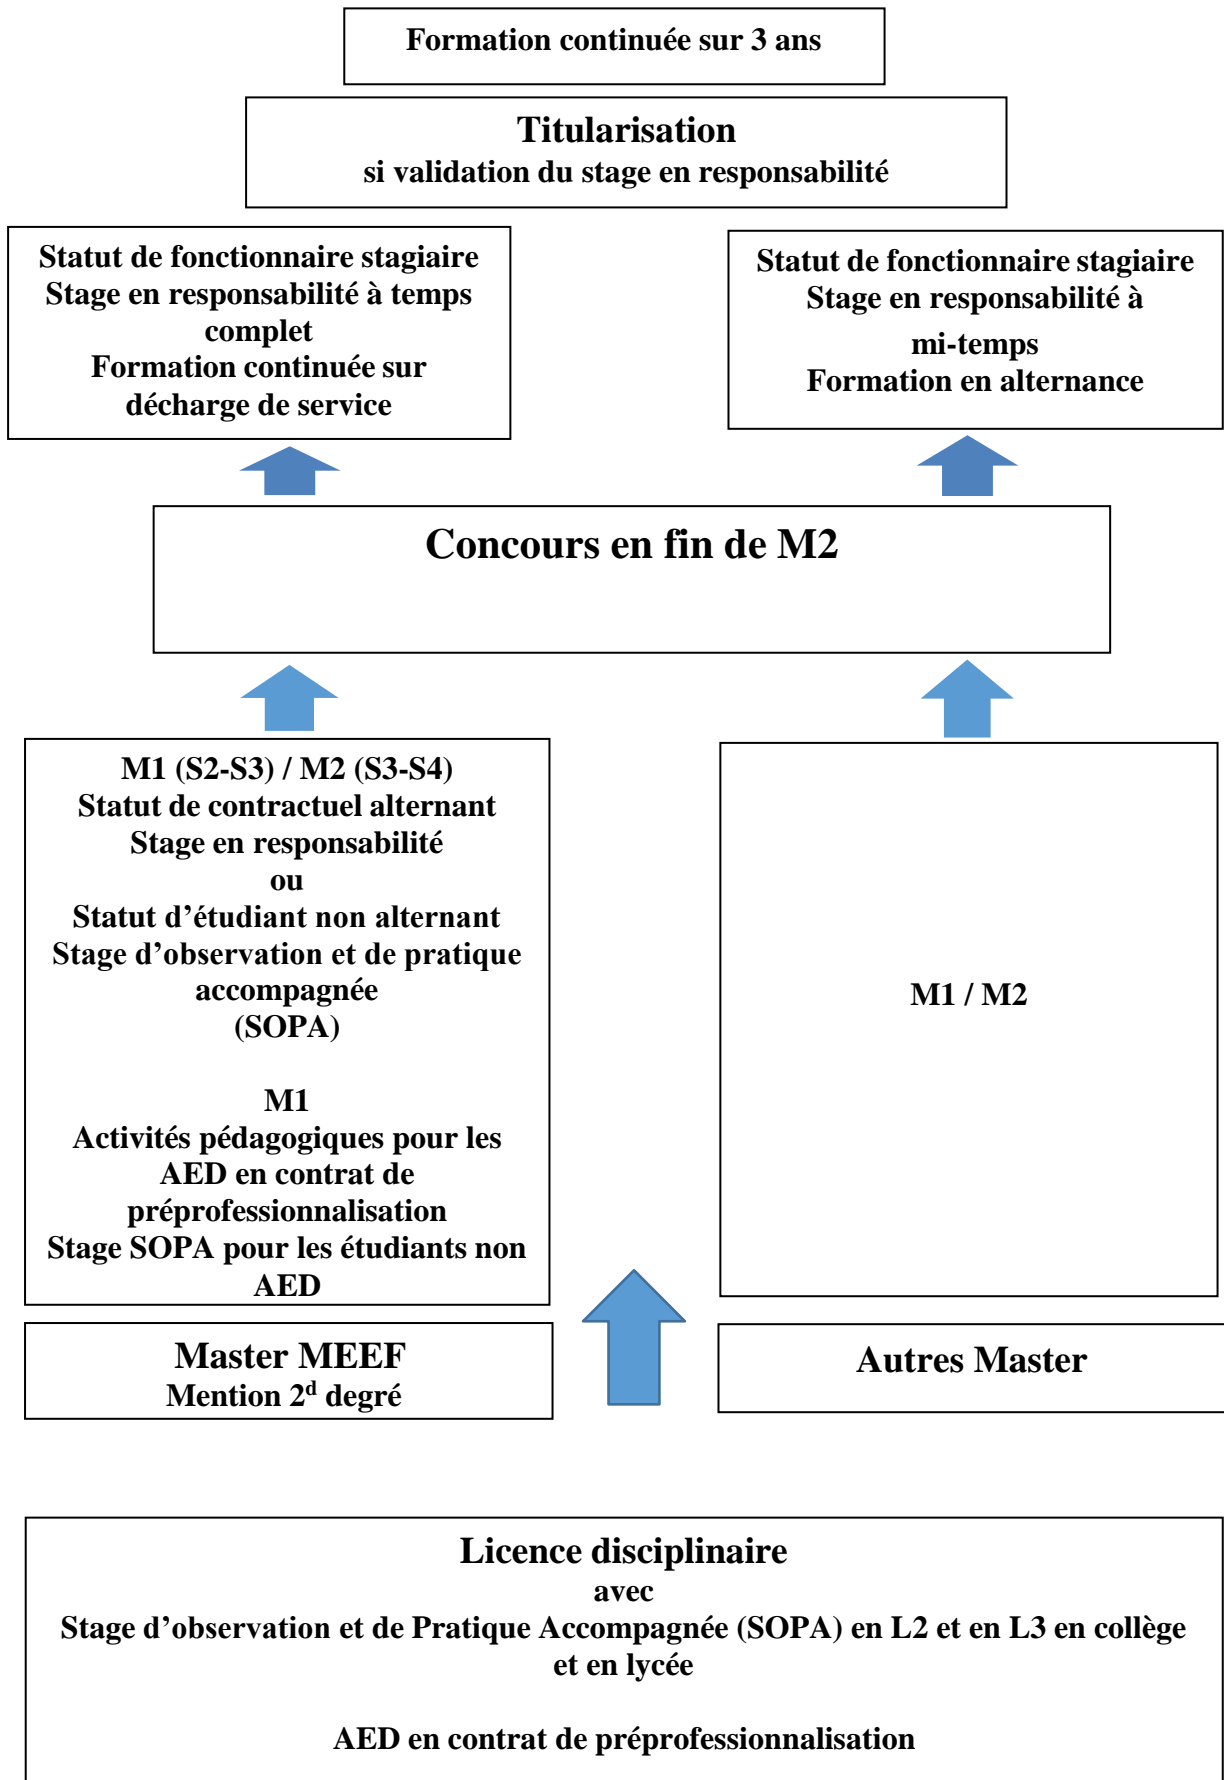 Formation continuée sur 3 ans
Titularisation
si validation du stage en responsabilité
Statut de fonctionnaire stagiaire
Stage en responsabilité à temps
complet
Formation continuée sur
décharge de service
Statut de fonctionnaire stagiaire
Stage en responsabilité à
mi-temps
Formation en alternance
Concours en fin de M2
M1 (S2-S3) / M2 (S3-S4)
Statut de contractuel alternant
Stage en responsabilité
ou
Statut d’étudiant non alternant
Stage d’observation et de pratique
accompagnée
(SOPA)
M1
Activités pédagogiques pour les
AED en contrat de
préprofessionnalisation
Stage SOPA pour les étudiants non
AED
M1 / M2
Master MEEF
Mention 2d degré
Autres Master
Licence disciplinaire
avec
Stage d’observation et de Pratique Accompagnée (SOPA) en L2 et en L3 en collège
et en lycée
AED en contrat de préprofessionnalisation